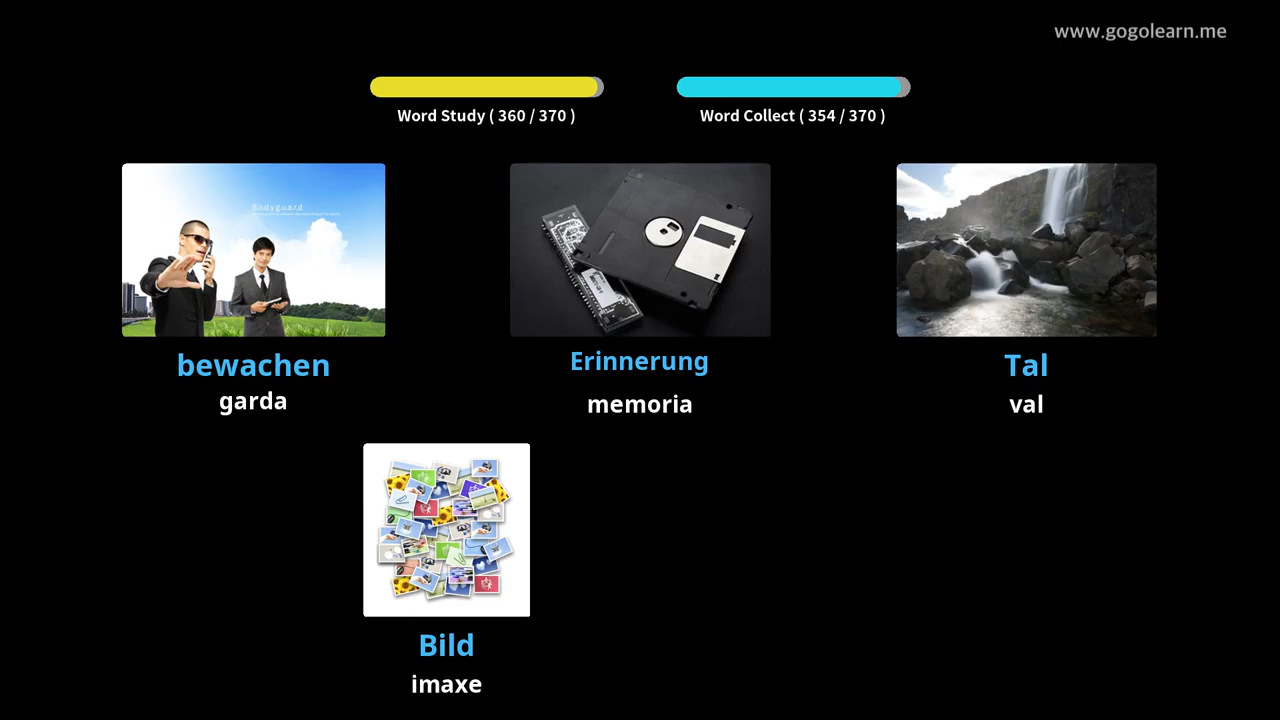 www.gogolearn.me
Word Study ( 360 / 370 )
Word Collect ( 354 / 370 )
Bodyguard
bewachen
garda
Erinnerung
memoria
Tal
val
Bild
imaxe